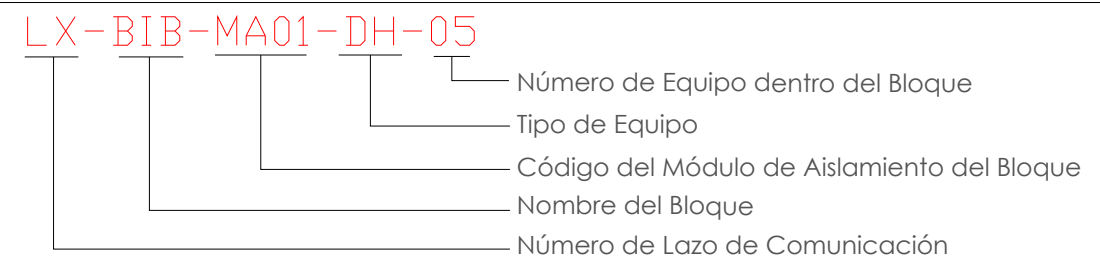 LX-BIB-MA01-DH-05
Número de Equipo dentro del Bloque
Tipo de Equipo
Código del Módulo de Aislamiento del Bloque
Nombre del Bloque
Número de Lazo de Comunicación